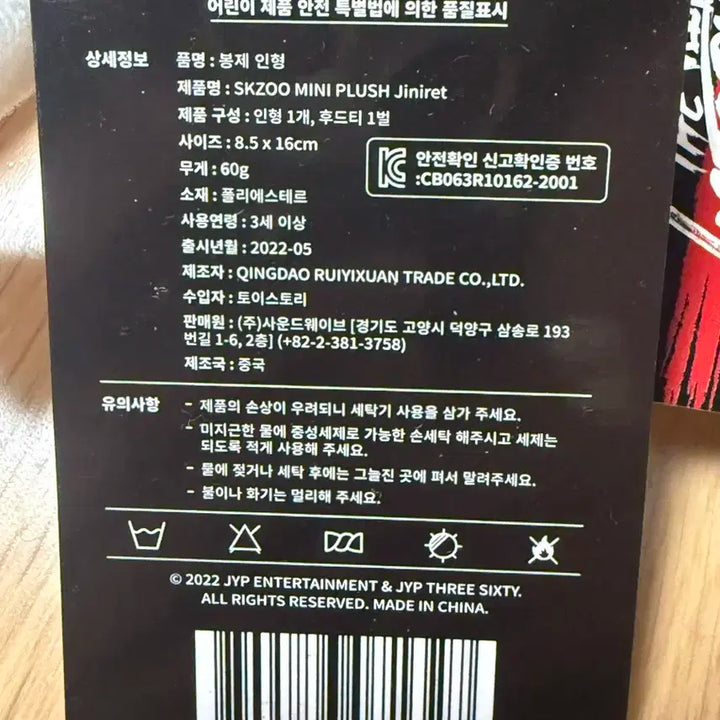 어린이 제품 안전 특별법에 의한 품질표시
상세정보 품명 : 봉제 인형
제품명 : SKZOO MINI PLUSH Jiniret
제품 구성 : 인형 1개, 후드티 1벌
사이즈 : 8.5 x 16cm
무게 : 60g
안전확인 신고확인증 번호
:CB063R10162-2001
소재 : 폴리에스테르
사용연령 : 3세 이상
출시년월 : 2022-05
제조자 : QINGDAO RUIYIXUAN TRADE CO.,LTD.
수입자 : 토이스토리
판매원 : (주)사운드웨이브 [경기도 고양시 덕양구 삼송로 193
번길 1-6, 2층] (+82-2-381-3758)
제조국 : 중국
유의사항 - 제품의 손상이 우려되니 세탁기 사용을 삼가 주세요.
- 미지근한 물에 중성세제로 가능한 손세탁 해주시고 세제는
되도록 적게 사용해 주세요.
- 물에 젖거나 세탁 후에는 그늘진 곳에 펴서 말려주세요.
- 불이나 화기는 멀리해 주세요.
© 2022 JYP ENTERTAINMENT & JYP THREE SIXTY.
ALL RIGHTS RESERVED. MADE IN CHINA.